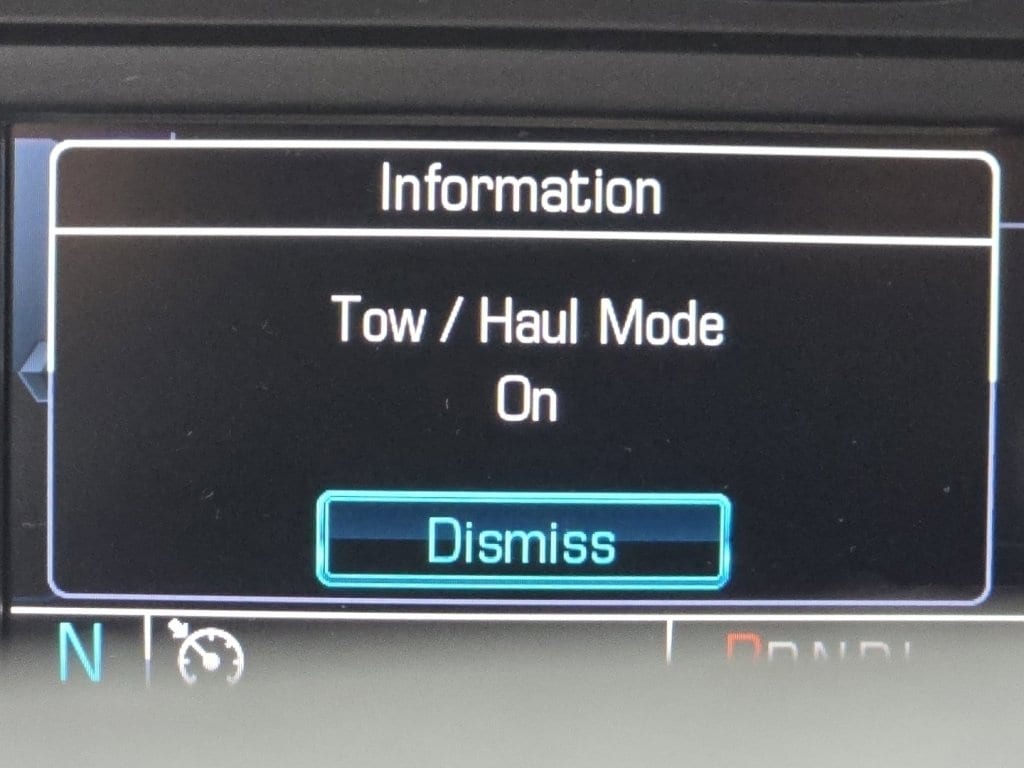 Information
Tow / Haul Mode
On
Dismiss
N
P R N D L